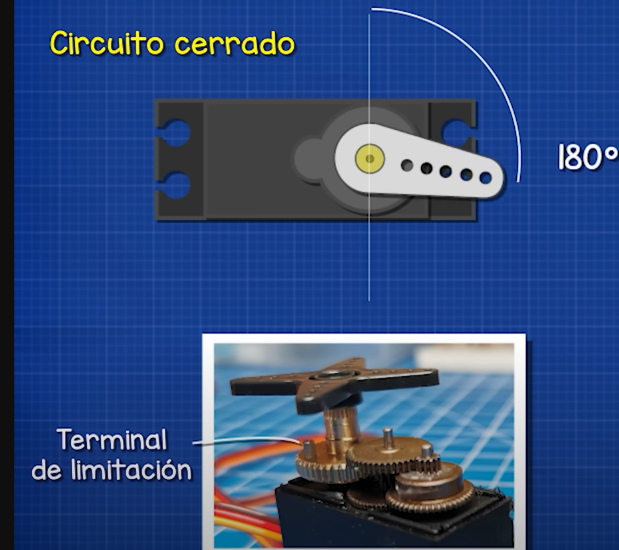 Circuito cerrado
180°
Terminal
de limitación